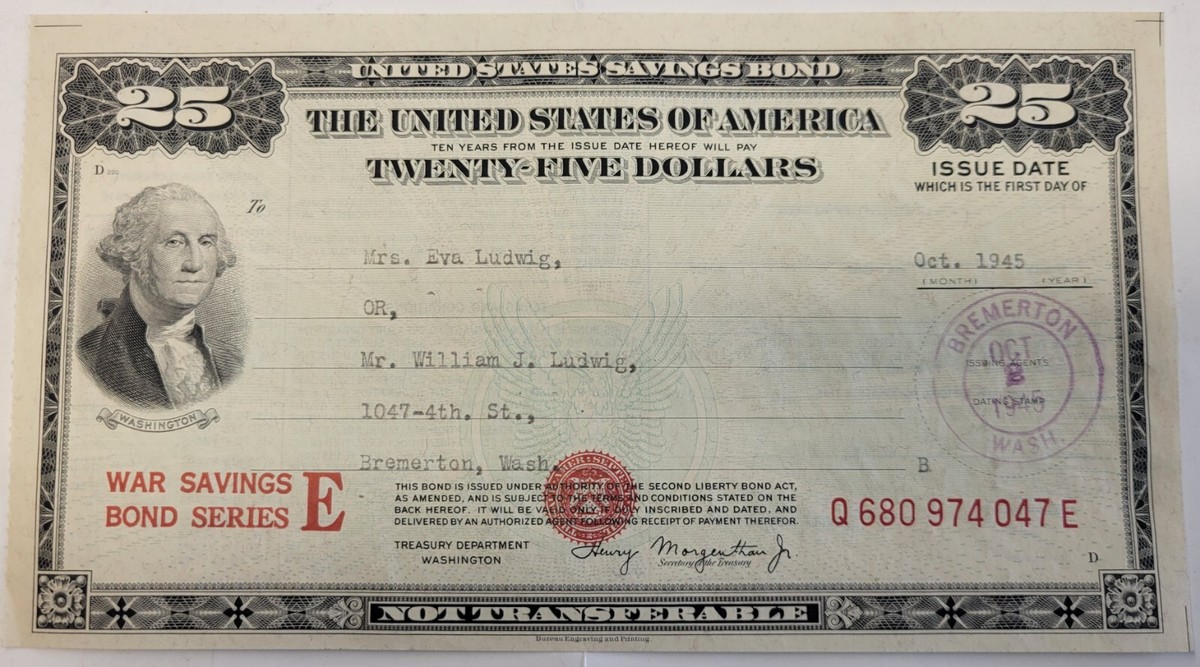 UNITED STATES SAVINGS BOND
25
25
THE UNITED STATES OF AMERICA
TEN YEARS FROM THE ISSUE DATE HEREOF WILL PAY
TWENTY-FIVE DOLLARS
ISSUE DATE
WHICH IS THE FIRST DAY OF
D
To
Mrs. Eva Ludwig,
Oct. 1945
(MONTH) (YEAR)
OR,
Mr. William J. Ludwig,
1047-4th. St.,
Bremerton, Wash.
B
BREMERTON
OCT
ISSUING AGENT'S
DATING STAMP
1945
WASH.
WASHINGTON
WAR SAVINGS
BOND SERIES E
THIS BOND IS ISSUED UNDER AUTHORITY OF THE SECOND LIBERTY BOND ACT,
AS AMENDED, AND IS SUBJECT TO THE TERMS AND CONDITIONS STATED ON THE
BACK HEREOF. IT WILL BE VALID ONLY IF DULY INSCRIBED AND DATED, AND
DELIVERED BY AN AUTHORIZED AGENT FOLLOWING RECEIPT OF PAYMENT THEREFOR.
Q 680 974 047 E
TREASURY DEPARTMENT
WASHINGTON
Henry Morgenthau Jr.
Secretary of the Treasury
D
NOT TRANSFERABLE
Bureau Engraving and Printing